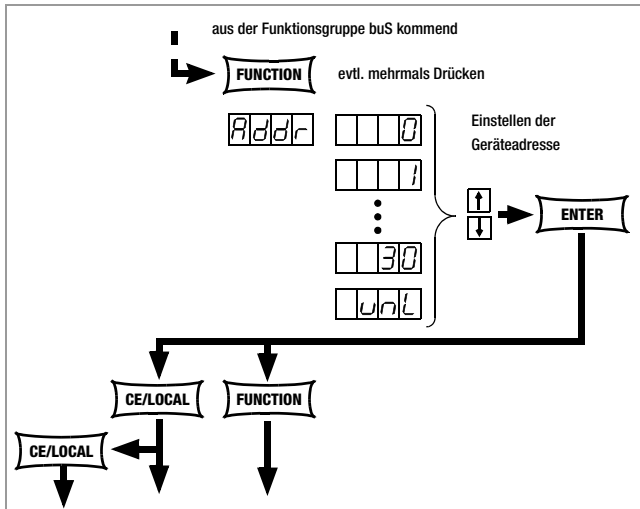 aus der Funktionsgruppe buS kommend
FUNCTION evtl. mehrmals Drücken
Addr 0
Einstellen der
Geräteadresse
1
ENTER
30
unL
CE/LOCAL FUNCTION
CE/LOCAL